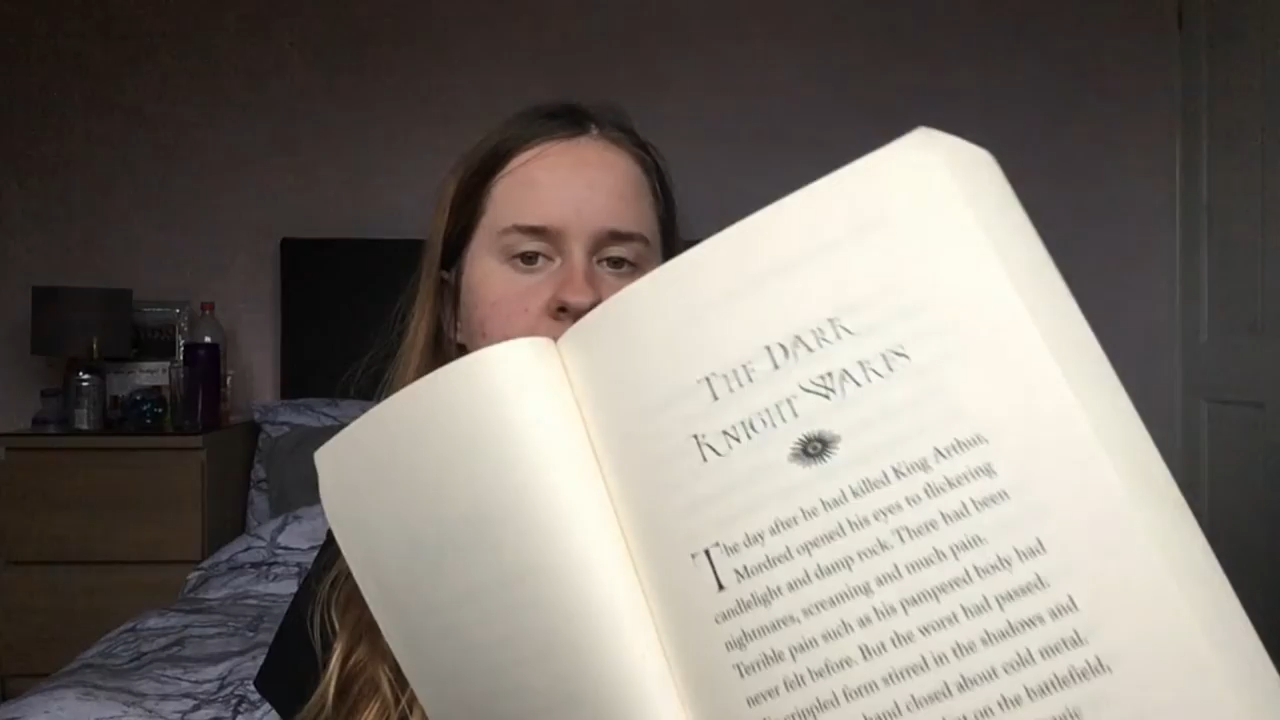 THE DARK
KNIGHT WAKES
The day after he had killed King Arthur,
Mordred opened his eyes to flickering
candlelight and damp rock. There had been
nightmares, screaming and much pain.
Terrible pain such as his pampered body had
never felt before. But the worst had passed.
crippled form stirred in the shadows and
hand closed about cold metal.
on the battlefield,